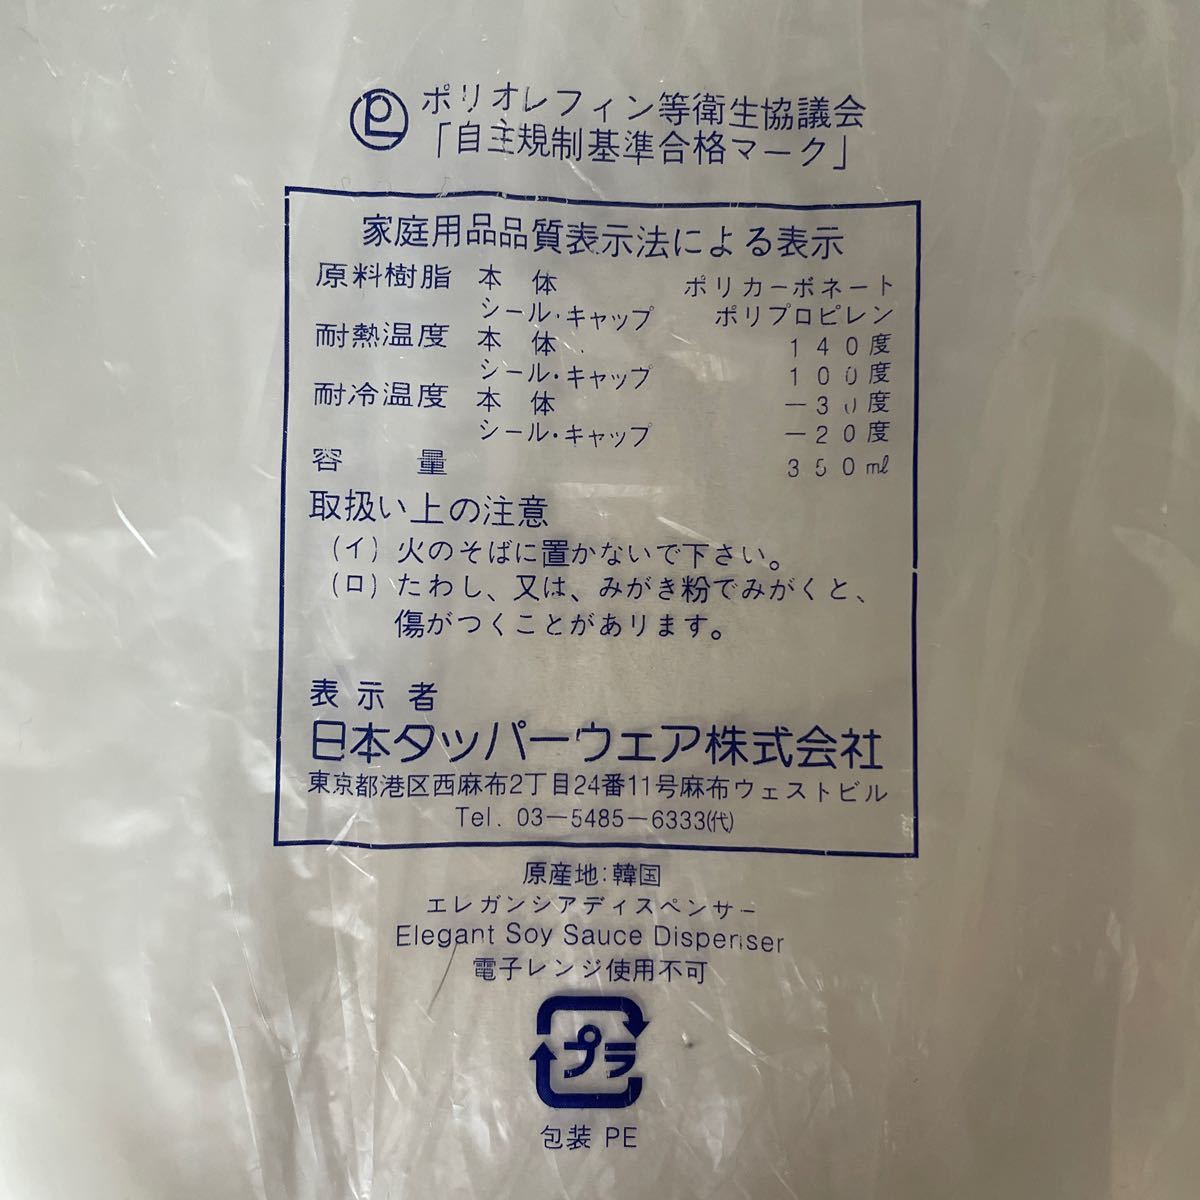 ポリオレフィン等衛生協議会
「自主規制基準合格マーク」
家庭用品品質表示法による表示
原料樹脂 本 体 ポリカーボネート
シール・キャップ ポリプロピレン
耐熱温度 本 体 140度
シール・キャップ 100度
耐冷温度 本 体 −30度
シール・キャップ −20度
容 量 350ml
取扱い上の注意
(イ) 火のそばに置かないで下さい。
(ロ) たわし、又は、みがき粉でみがくと、
傷がつくことがあります。
表 示 者
日本タッパーウェア株式会社
東京都港区西麻布2丁目24番11号麻布ウェストビル
Tel. 03−5485−6333(代)
原産地:韓国
エレガンシアディスペンサー
Elegant Soy Sauce Dispenser
電子レンジ使用不可
プラ
包装 PE